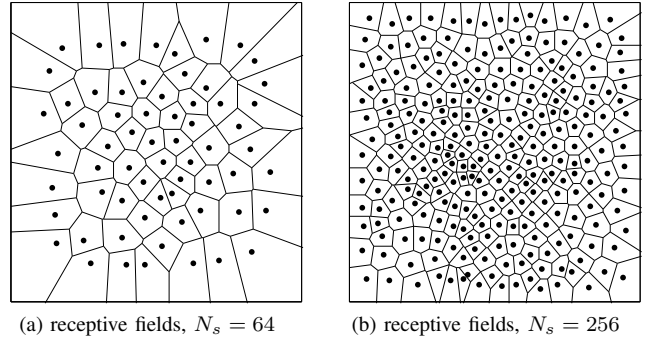 (a) receptive fields, N_s = 64
(b) receptive fields, N_s = 256